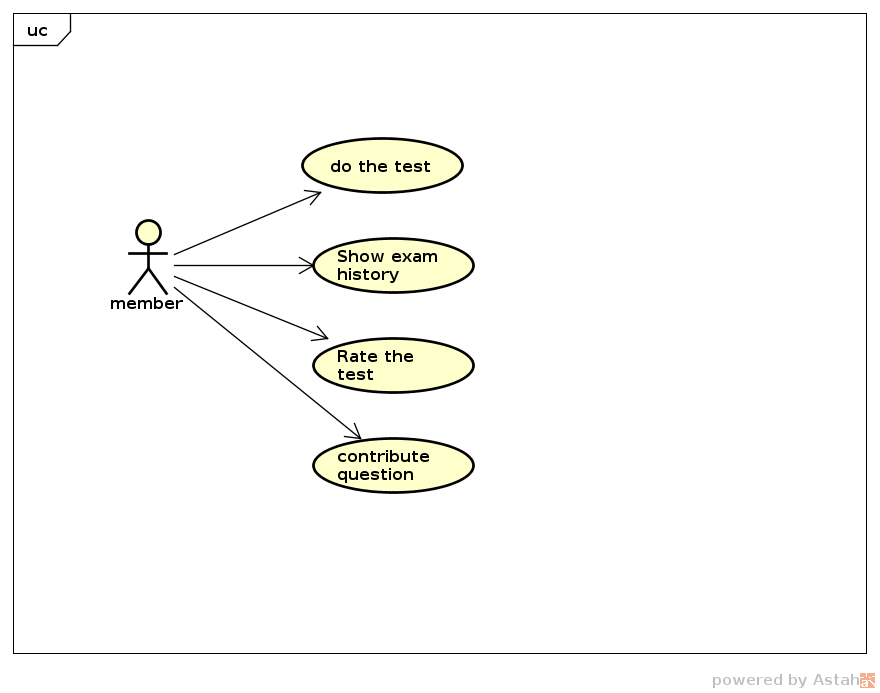 uc
do the test
Show exam
history
member
Rate the
test
contribute
question
powered by Astah